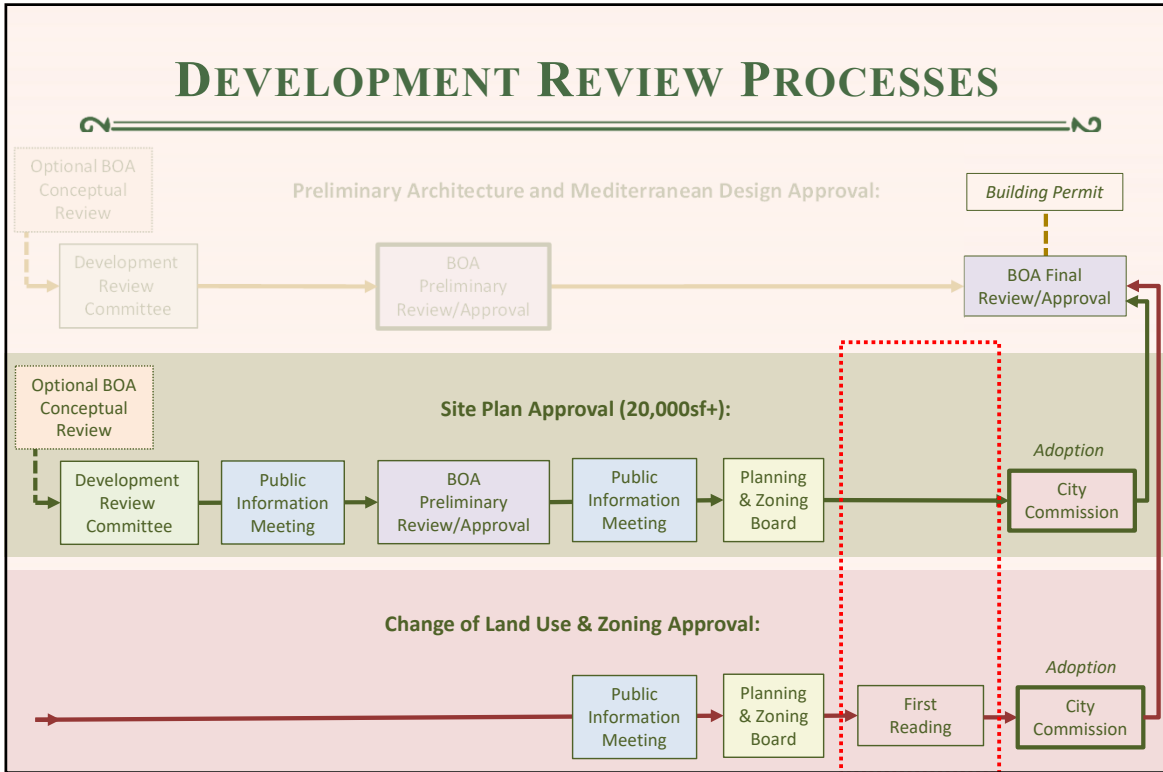 DEVELOPMENT REVIEW PROCESSES
Optional BOA
Conceptual
Review
Preliminary Architecture and Mediterranean Design Approval:
Building Permit
Development
Review
Committee
BOA
Preliminary
Review/Approval
BOA Final
Review/Approval
Optional BOA
Conceptual
Review
Site Plan Approval (20,000sf+):
Adoption
Development
Review
Committee
Public
Information
Meeting
BOA
Preliminary
Review/Approval
Public
Information
Meeting
Planning
& Zoning
Board
City
Commission
Change of Land Use & Zoning Approval:
Adoption
Public
Information
Meeting
Planning
& Zoning
Board
First
Reading
City
Commission